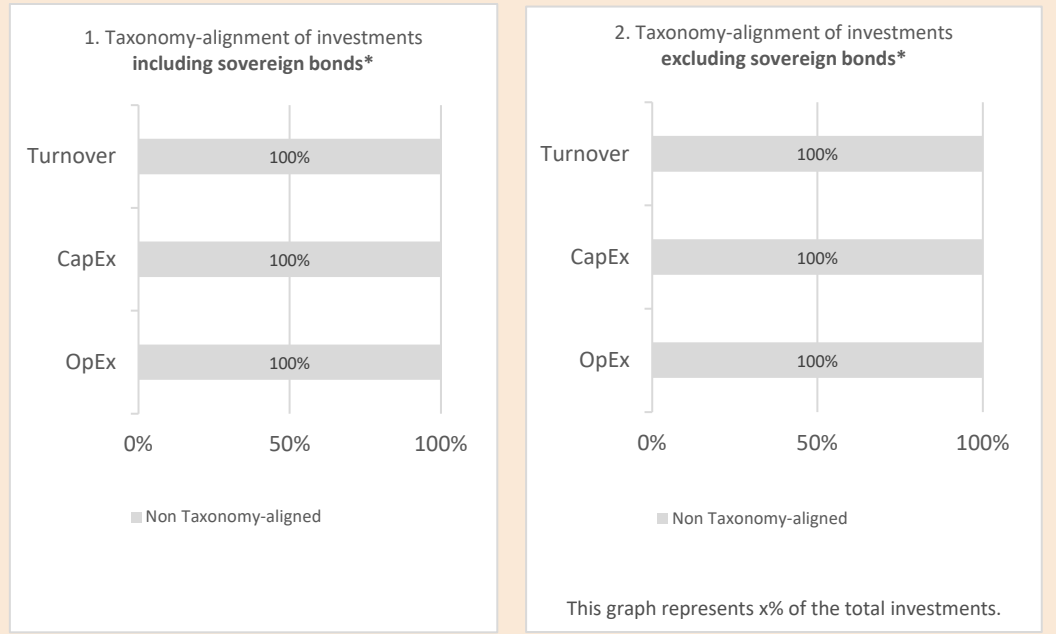 1. Taxonomy-alignment of investments
including sovereign bonds*
Turnover
100%
CapEx
100%
OpEx
100%
0%
50%
100%
Non Taxonomy-aligned
2. Taxonomy-alignment of investments
excluding sovereign bonds*
Turnover
100%
CapEx
100%
OpEx
100%
0%
50%
100%
Non Taxonomy-aligned
This graph represents x% of the total investments.